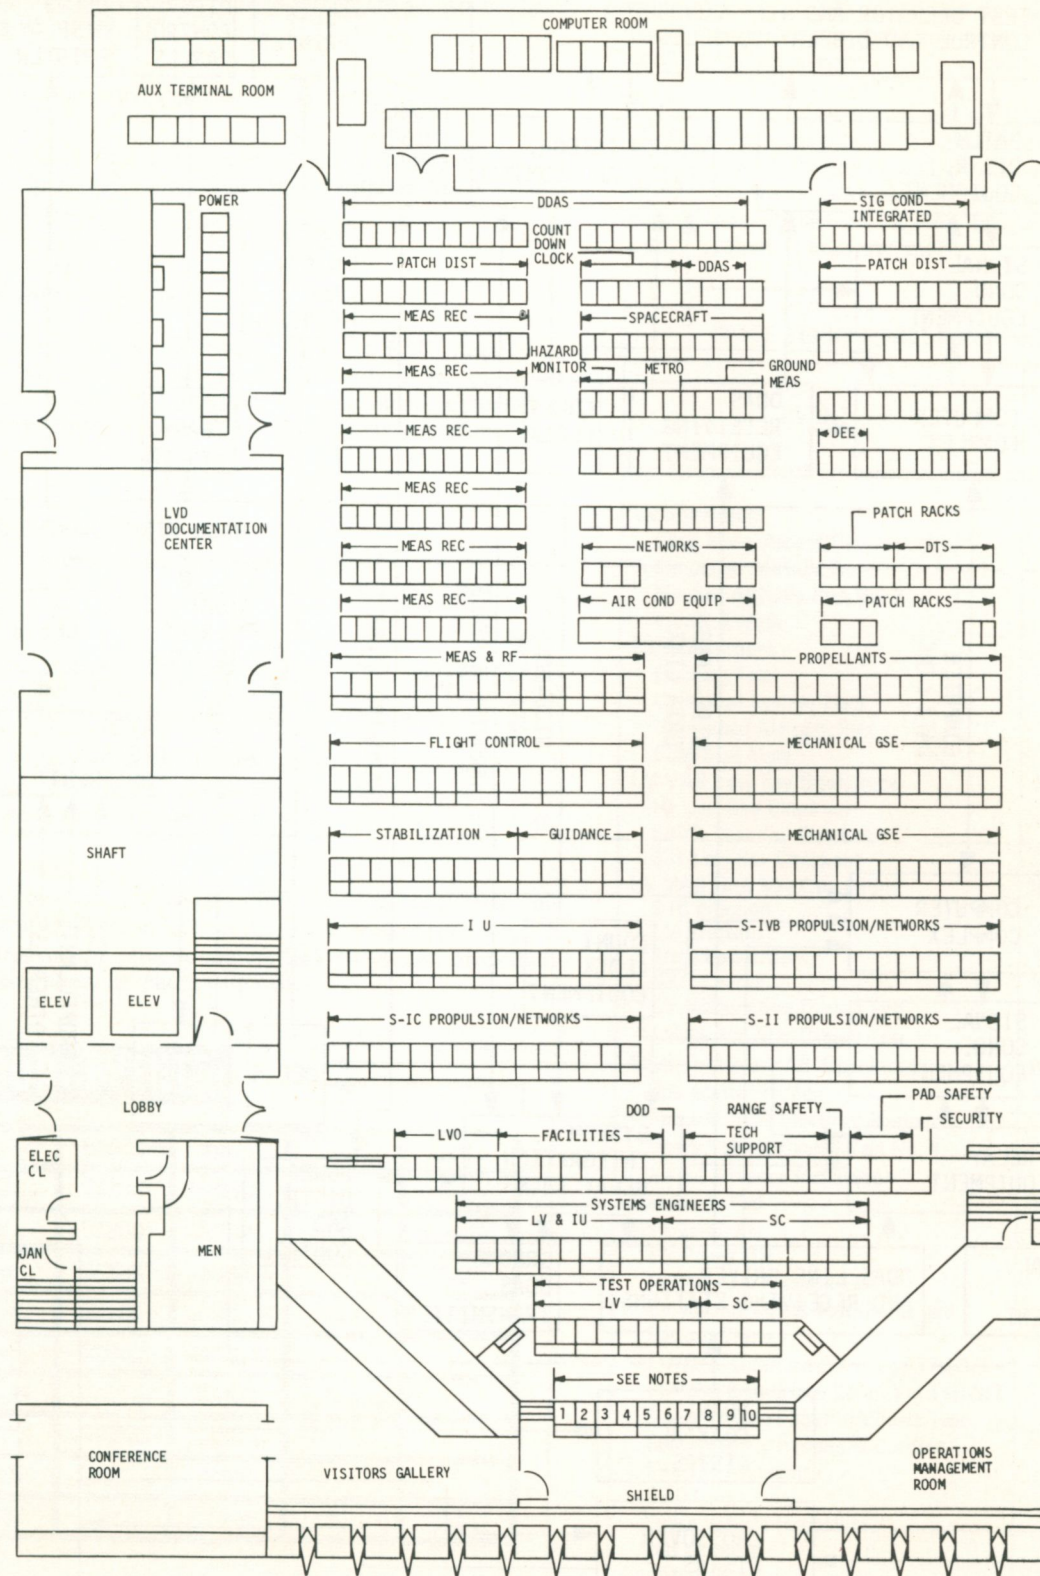 COMPUTER ROOM
AUX TERMINAL ROOM
POWER
DDAS
SIG COND
INTEGRATED
COUNT
DOWN
CLOCK
PATCH DIST
DDAS
PATCH DIST
MEAS REC
SPACECRAFT
HAZARD
MONITOR
METRO
GROUND
MEAS
MEAS REC
MEAS REC
DEE
MEAS REC
LVD
DOCUMENTATION
CENTER
PATCH RACKS
MEAS REC
NETWORKS
DTS
MEAS REC
AIR COND EQUIP
PATCH RACKS
MEAS & RF
PROPELLANTS
FLIGHT CONTROL
MECHANICAL GSE
STABILIZATION
GUIDANCE
MECHANICAL GSE
SHAFT
I U
S-IVB PROPULSION/NETWORKS
ELEV
ELEV
S-IC PROPULSION/NETWORKS
S-II PROPULSION/NETWORKS
LOBBY
DOD
RANGE SAFETY
PAD SAFETY
SECURITY
LVO
FACILITIES
TECH
SUPPORT
ELEC
CL
SYSTEMS ENGINEERS
LV & IU
SC
JAN
CL
MEN
TEST OPERATIONS
LV
SC
SEE NOTES
1 2 3 4 5 6 7 8 9 10
CONFERENCE
ROOM
VISITORS GALLERY
SHIELD
OPERATIONS
MANAGEMENT
ROOM